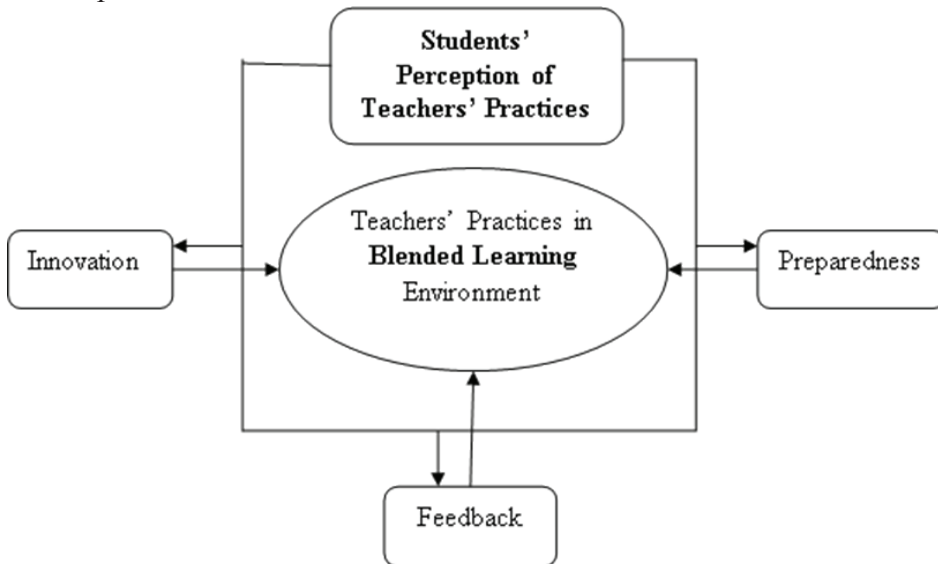 Students’
Perception of
Teachers’ Practices
Teachers’ Practices in
Blended Learning
Environment
Innovation
Preparedness
Feedback